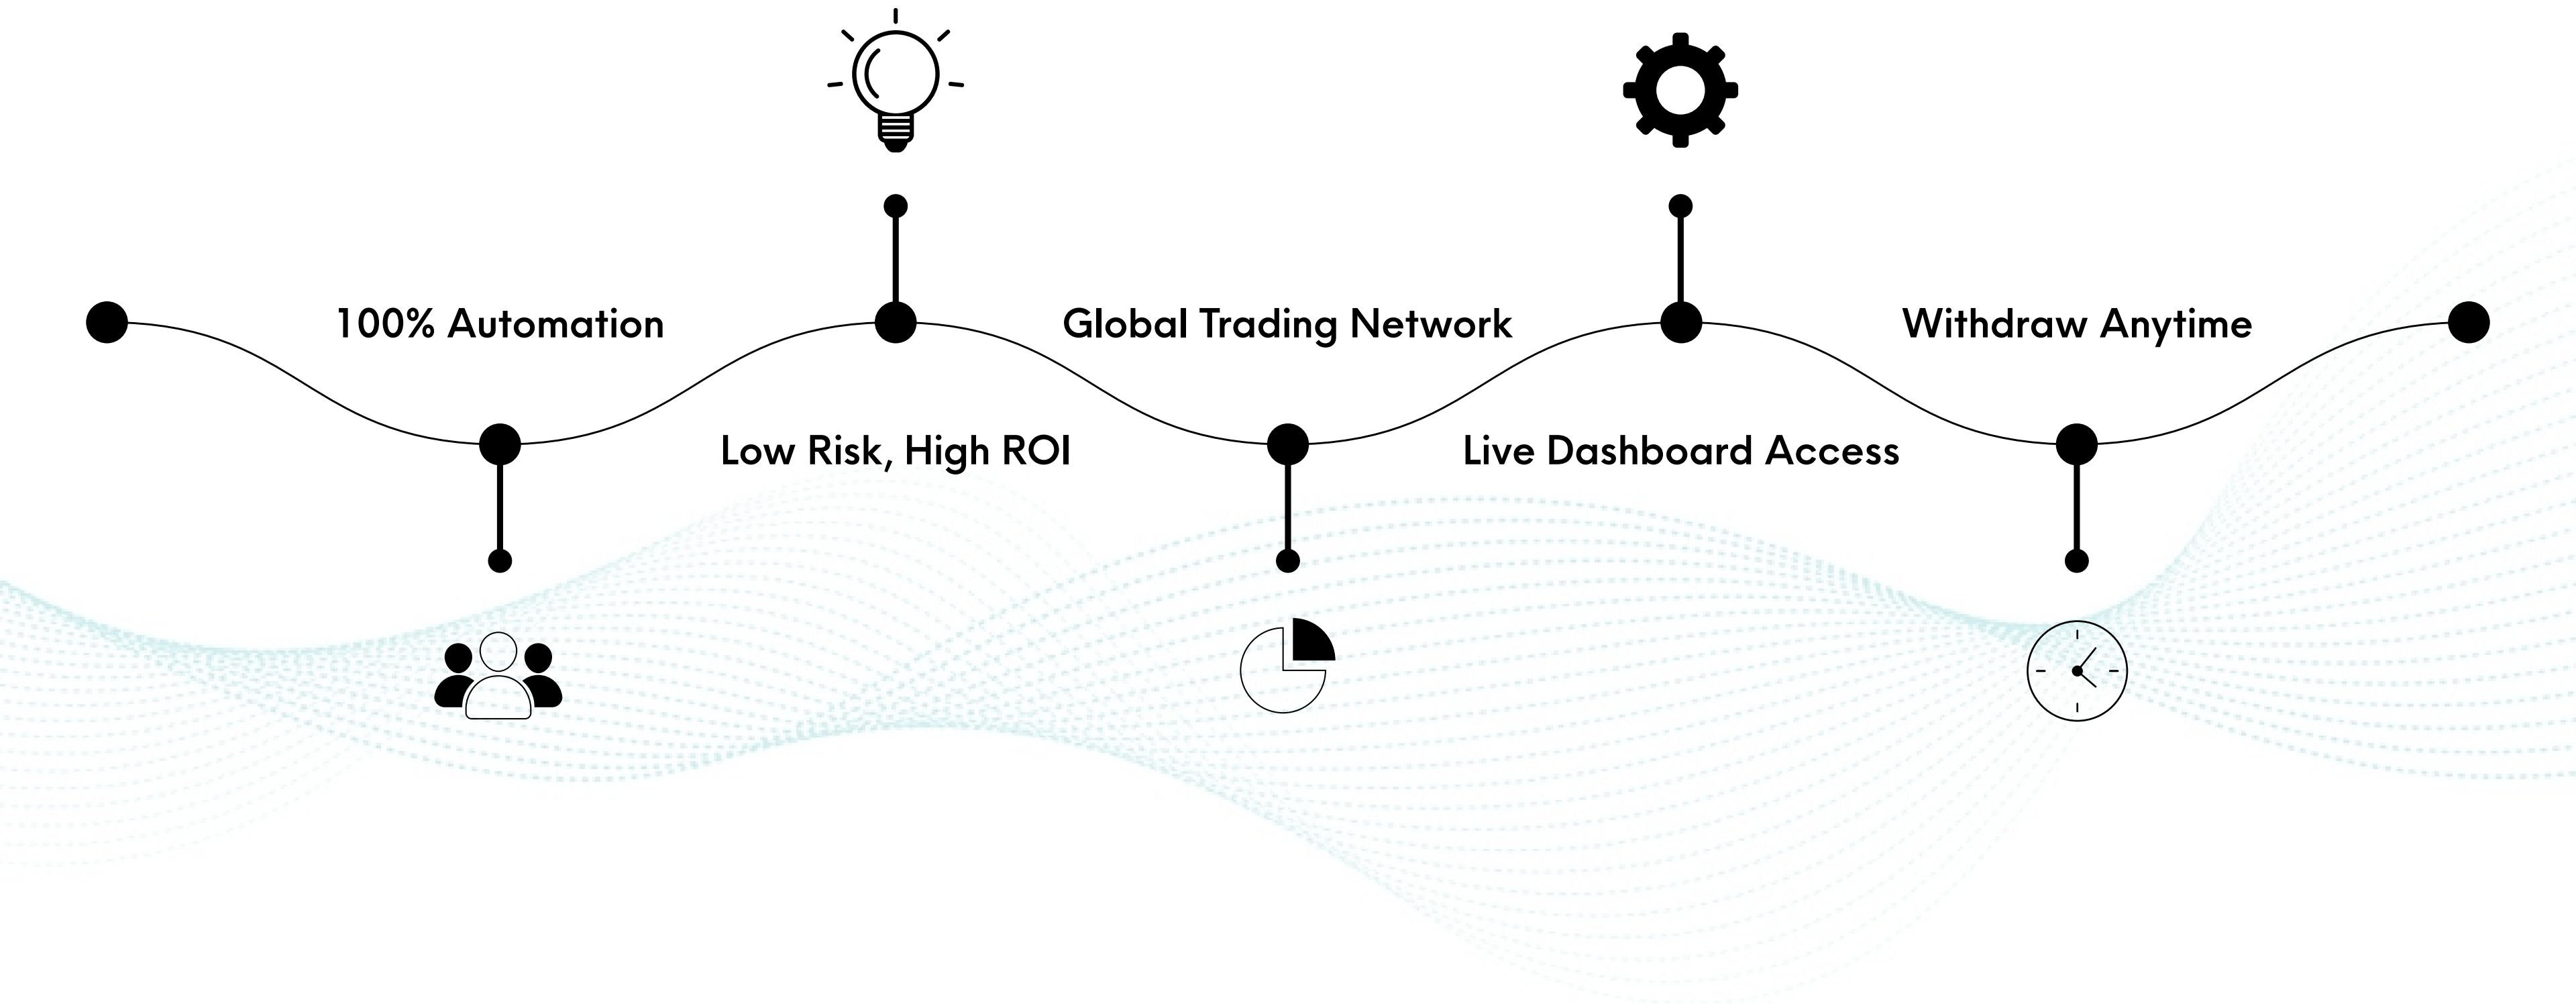 100% Automation
Low Risk, High ROI
Global Trading Network
Live Dashboard Access
Withdraw Anytime